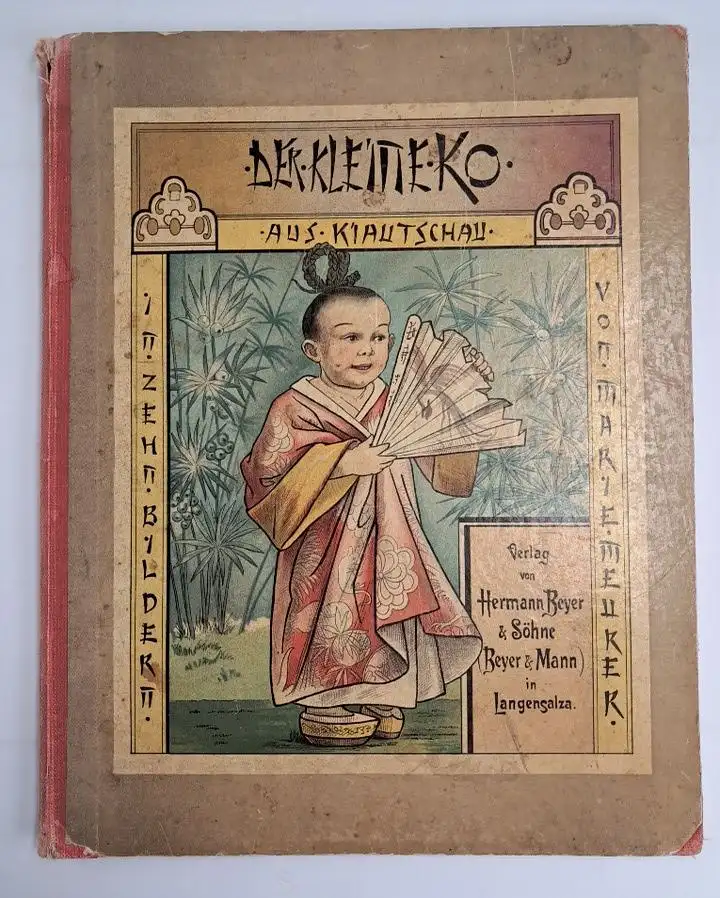 ·DER·KLEINE·KO·
·AUS·KIAUTSCHAU·
·IN·ZEHN·BILDERN·
VON·MARIE·MEURER·
Verlag
von
Hermann Beyer
& Söhne
(Beyer & Mann)
in
Langensalza.